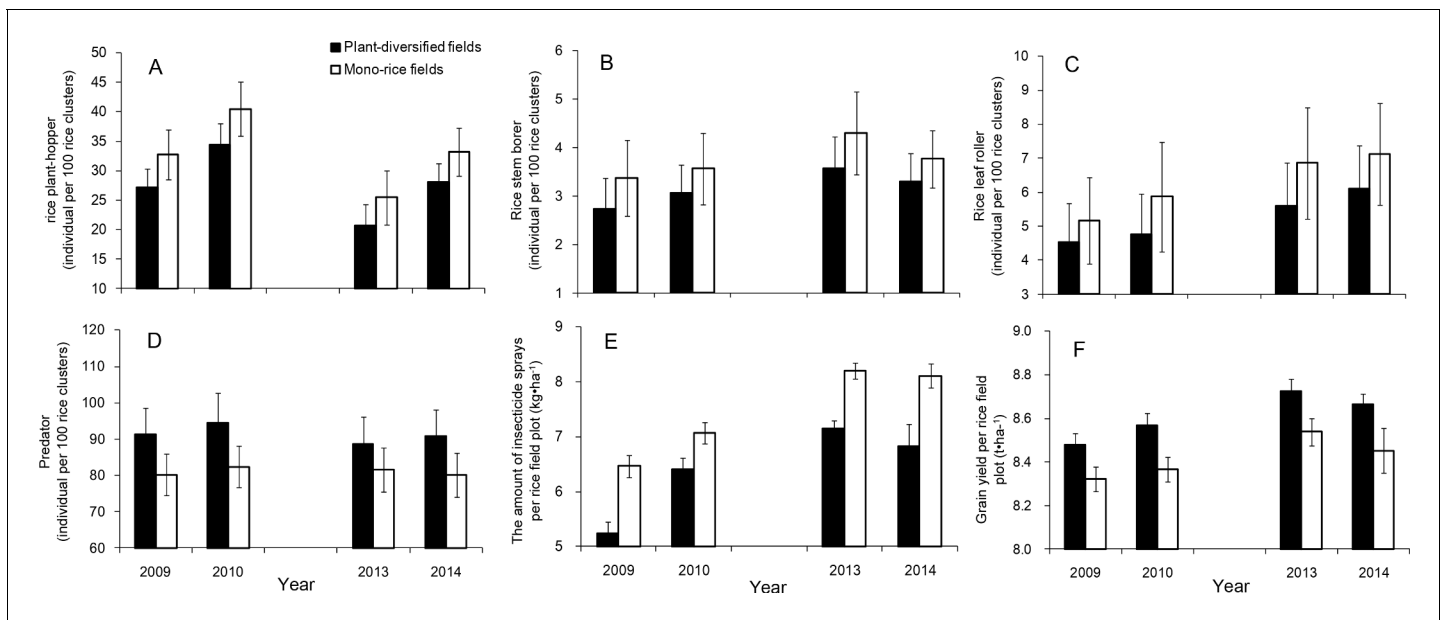 Plant-diversified fields
Mono-rice fields
A
rice plant-hopper
(individual per 100 rice clusters)
50
45
40
35
30
25
20
15
10
B
Rice stem borer
(individual per 100 rice clusters)
6
5
4
3
2
1
C
Rice leaf roller
(individual per 100 rice clusters)
10
9
8
7
6
5
4
3
D
Predator
(individual per 100 rice clusters)
120
110
100
90
80
70
60
2009
2010
2013
2014
Year
E
The amount of insecticide sprays
per rice field plot (kg•ha⁻¹)
9
8
7
6
5
2009
2010
2013
2014
Year
F
Grain yield per rice field
plot (t•ha⁻¹)
9.0
8.8
8.6
8.4
8.2
8.0
2009
2010
2013
2014
Year